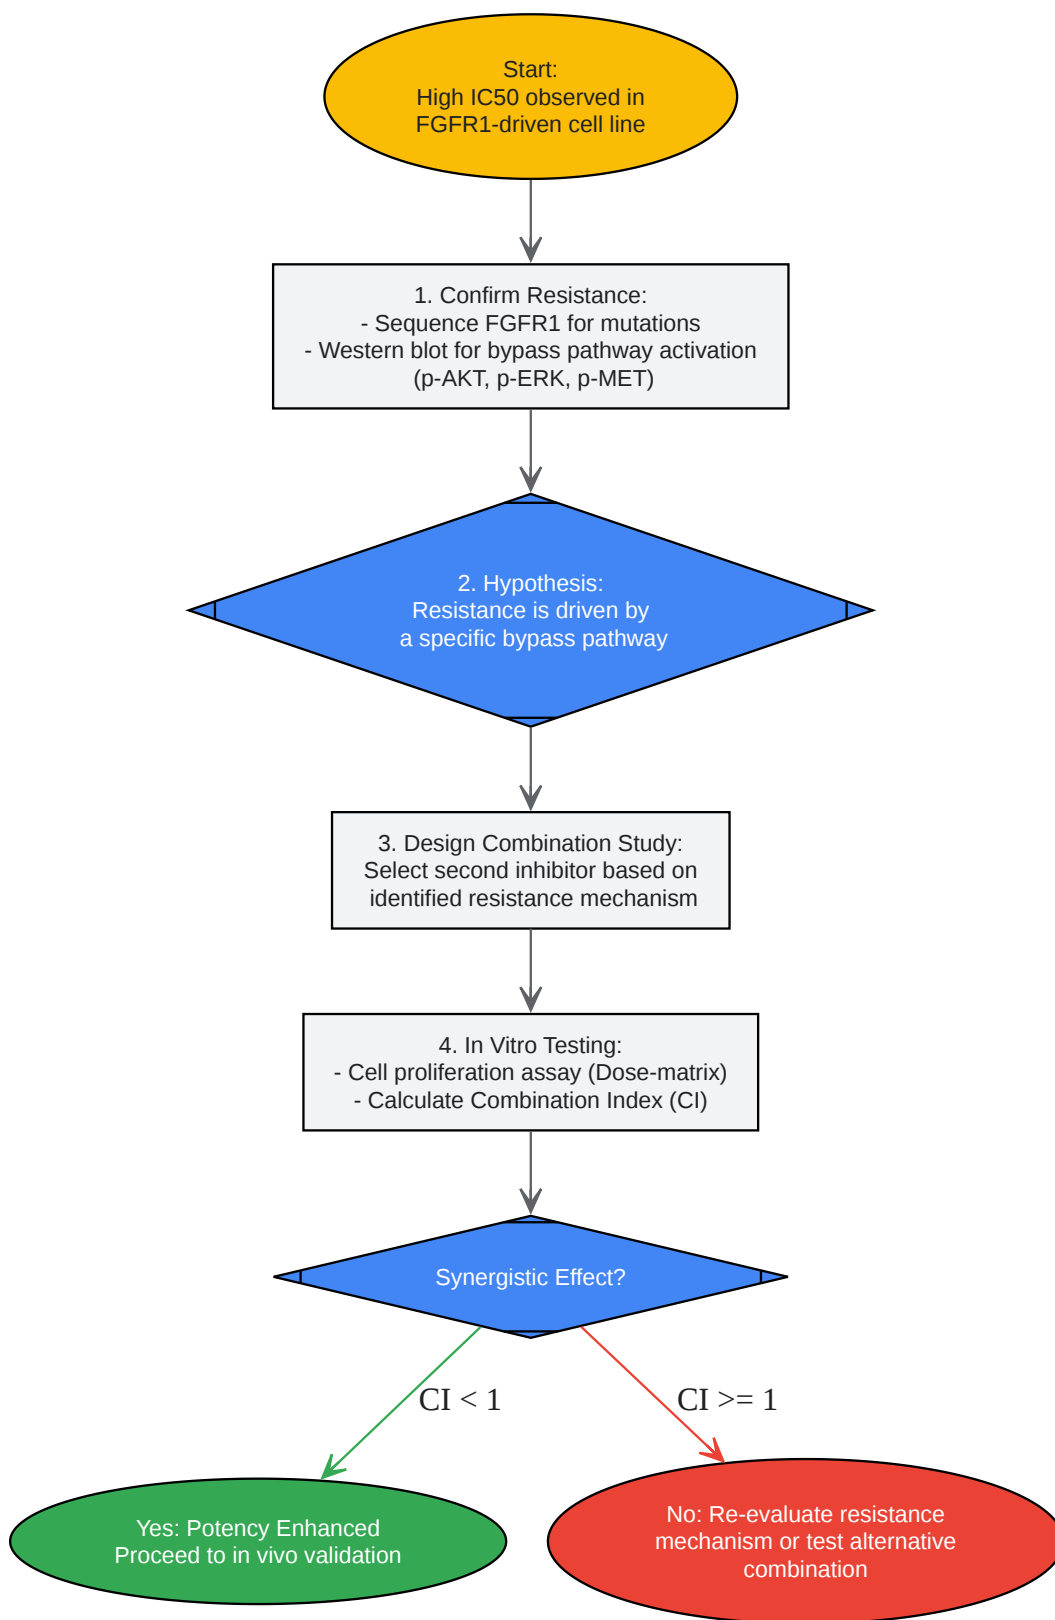 Start:
High IC50 observed in
FGFR1-driven cell line
1. Confirm Resistance:
- Sequence FGFR1 for mutations
- Western blot for bypass pathway activation
(p-AKT, p-ERK, p-MET)
2. Hypothesis:
Resistance is driven by
a specific bypass pathway
3. Design Combination Study:
Select second inhibitor based on
identified resistance mechanism
4. In Vitro Testing:
- Cell proliferation assay (Dose-matrix)
- Calculate Combination Index (CI)
Synergistic Effect?
CI < 1
CI >= 1
Yes: Potency Enhanced
Proceed to in vivo validation
No: Re-evaluate resistance
mechanism or test alternative
combination